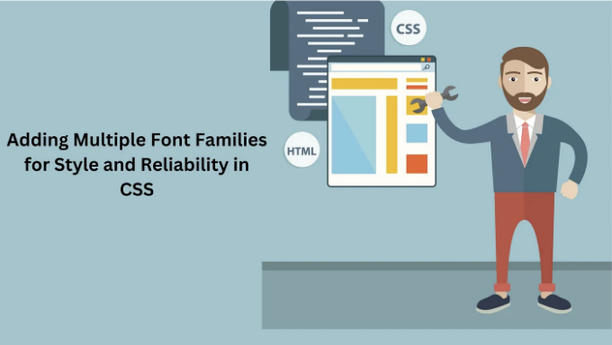 CSS
HTML
Adding Multiple Font Families
for Style and Reliability in
CSS